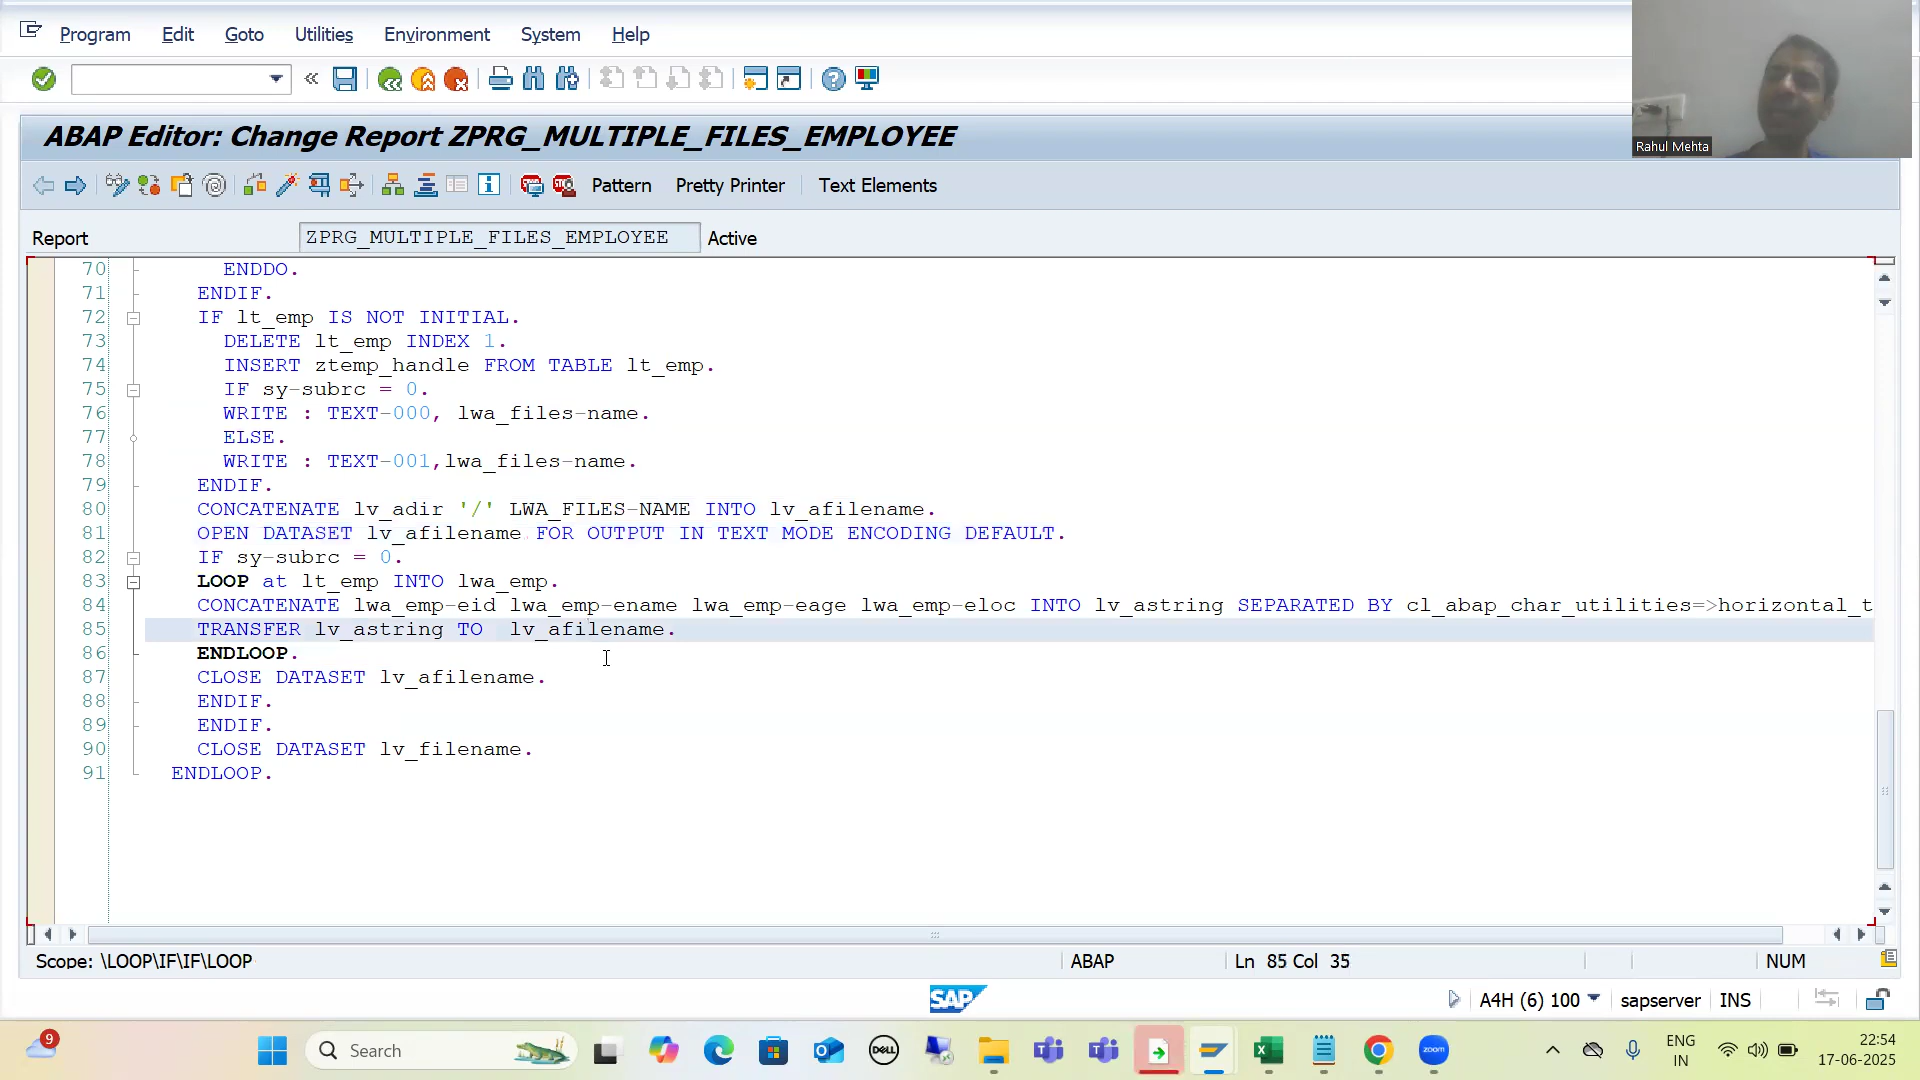 Program Edit Goto Utilities Environment System Help
Rahul Mehta
ABAP Editor: Change Report ZPRG_MULTIPLE_FILES_EMPLOYEE
Pattern Pretty Printer Text Elements
Report ZPRG_MULTIPLE_FILES_EMPLOYEE Active
70 ENDDO.
71 ENDIF.
72 IF lt_emp IS NOT INITIAL.
73 DELETE lt_emp INDEX 1.
74 INSERT ztemp_handle FROM TABLE lt_emp.
75 IF sy-subrc = 0.
76 WRITE : TEXT-000, lwa_files-name.
77 ELSE.
78 WRITE : TEXT-001,lwa_files-name.
79 ENDIF.
80 CONCATENATE lv_adir '/' LWA_FILES-NAME INTO lv_afilename.
81 OPEN DATASET lv_afilename FOR OUTPUT IN TEXT MODE ENCODING DEFAULT.
82 IF sy-subrc = 0.
83 LOOP at lt_emp INTO lwa_emp.
84 CONCATENATE lwa_emp-eid lwa_emp-ename lwa_emp-eage lwa_emp-eloc INTO lv_astring SEPARATED BY cl_abap_char_utilities=>horizontal_t
85 TRANSFER lv_astring TO lv_afilename.
86 ENDLOOP.
87 CLOSE DATASET lv_afilename.
88 ENDIF.
89 ENDIF.
90 CLOSE DATASET lv_filename.
91 ENDLOOP.
Scope: \LOOP\IF\IF\LOOP ABAP Ln 85 Col 35 NUM
SAP A4H (6) 100 sapserver INS
9 Search DELL zoom ENG IN 22:54 17-06-2025